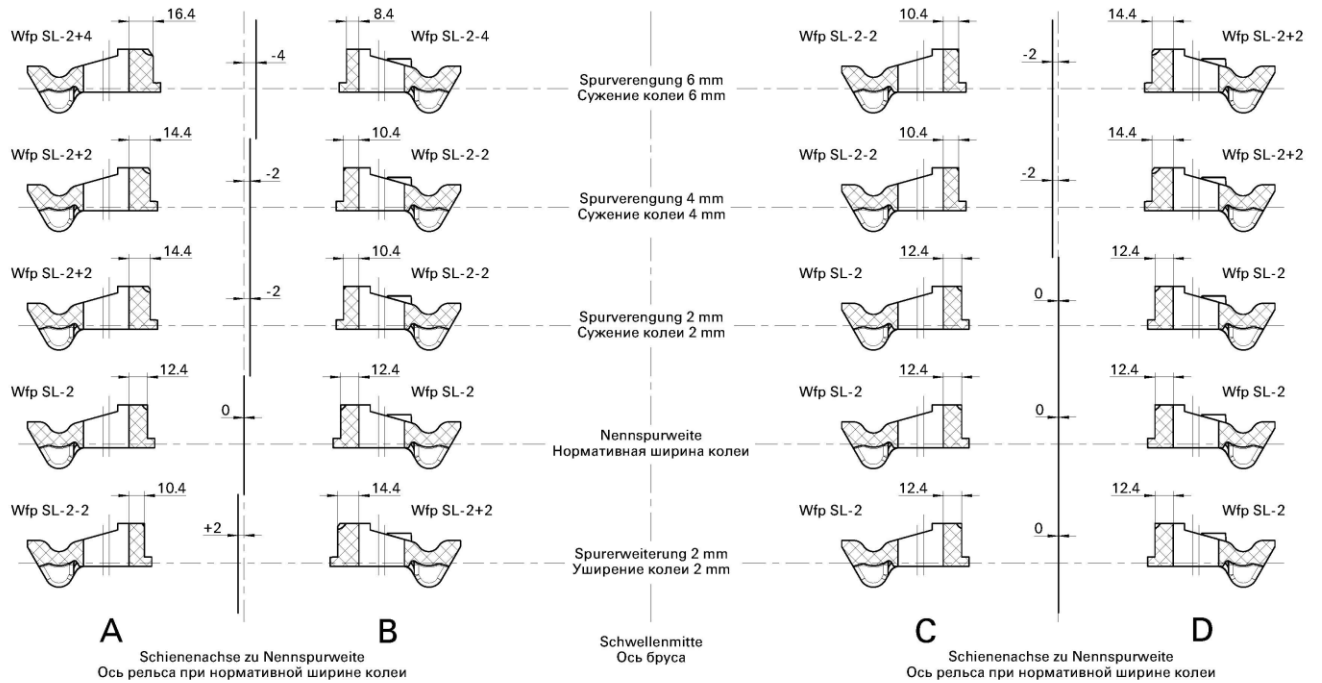 16.4
8.4
10.4
14.4
Wfp SL-2+4
-4
Wfp SL-2-4
Wfp SL-2-2
-2
Wfp SL-2+2
Spurverengung 6 mm
Сужение колеи 6 mm
14.4
10.4
10.4
14.4
Wfp SL-2+2
-2
Wfp SL-2-2
Wfp SL-2-2
-2
Wfp SL-2+2
Spurverengung 4 mm
Сужение колеи 4 mm
14.4
10.4
12.4
12.4
Wfp SL-2+2
-2
Wfp SL-2-2
Wfp SL-2
0
Wfp SL-2
Spurverengung 2 mm
Сужение колеи 2 mm
12.4
12.4
12.4
12.4
Wfp SL-2
0
Wfp SL-2
Wfp SL-2
0
Wfp SL-2
Nennspurweite
Нормативная ширина колеи
10.4
14.4
12.4
12.4
Wfp SL-2-2
+2
Wfp SL-2+2
Wfp SL-2
0
Wfp SL-2
Spurerweiterung 2 mm
Уширение колеи 2 mm
A
B
C
D
Schienenachse zu Nennspurweite
Ось рельса при нормативной ширине колеи
Schwellenmitte
Ось бруса
Schienenachse zu Nennspurweite
Ось рельса при нормативной ширине колеи